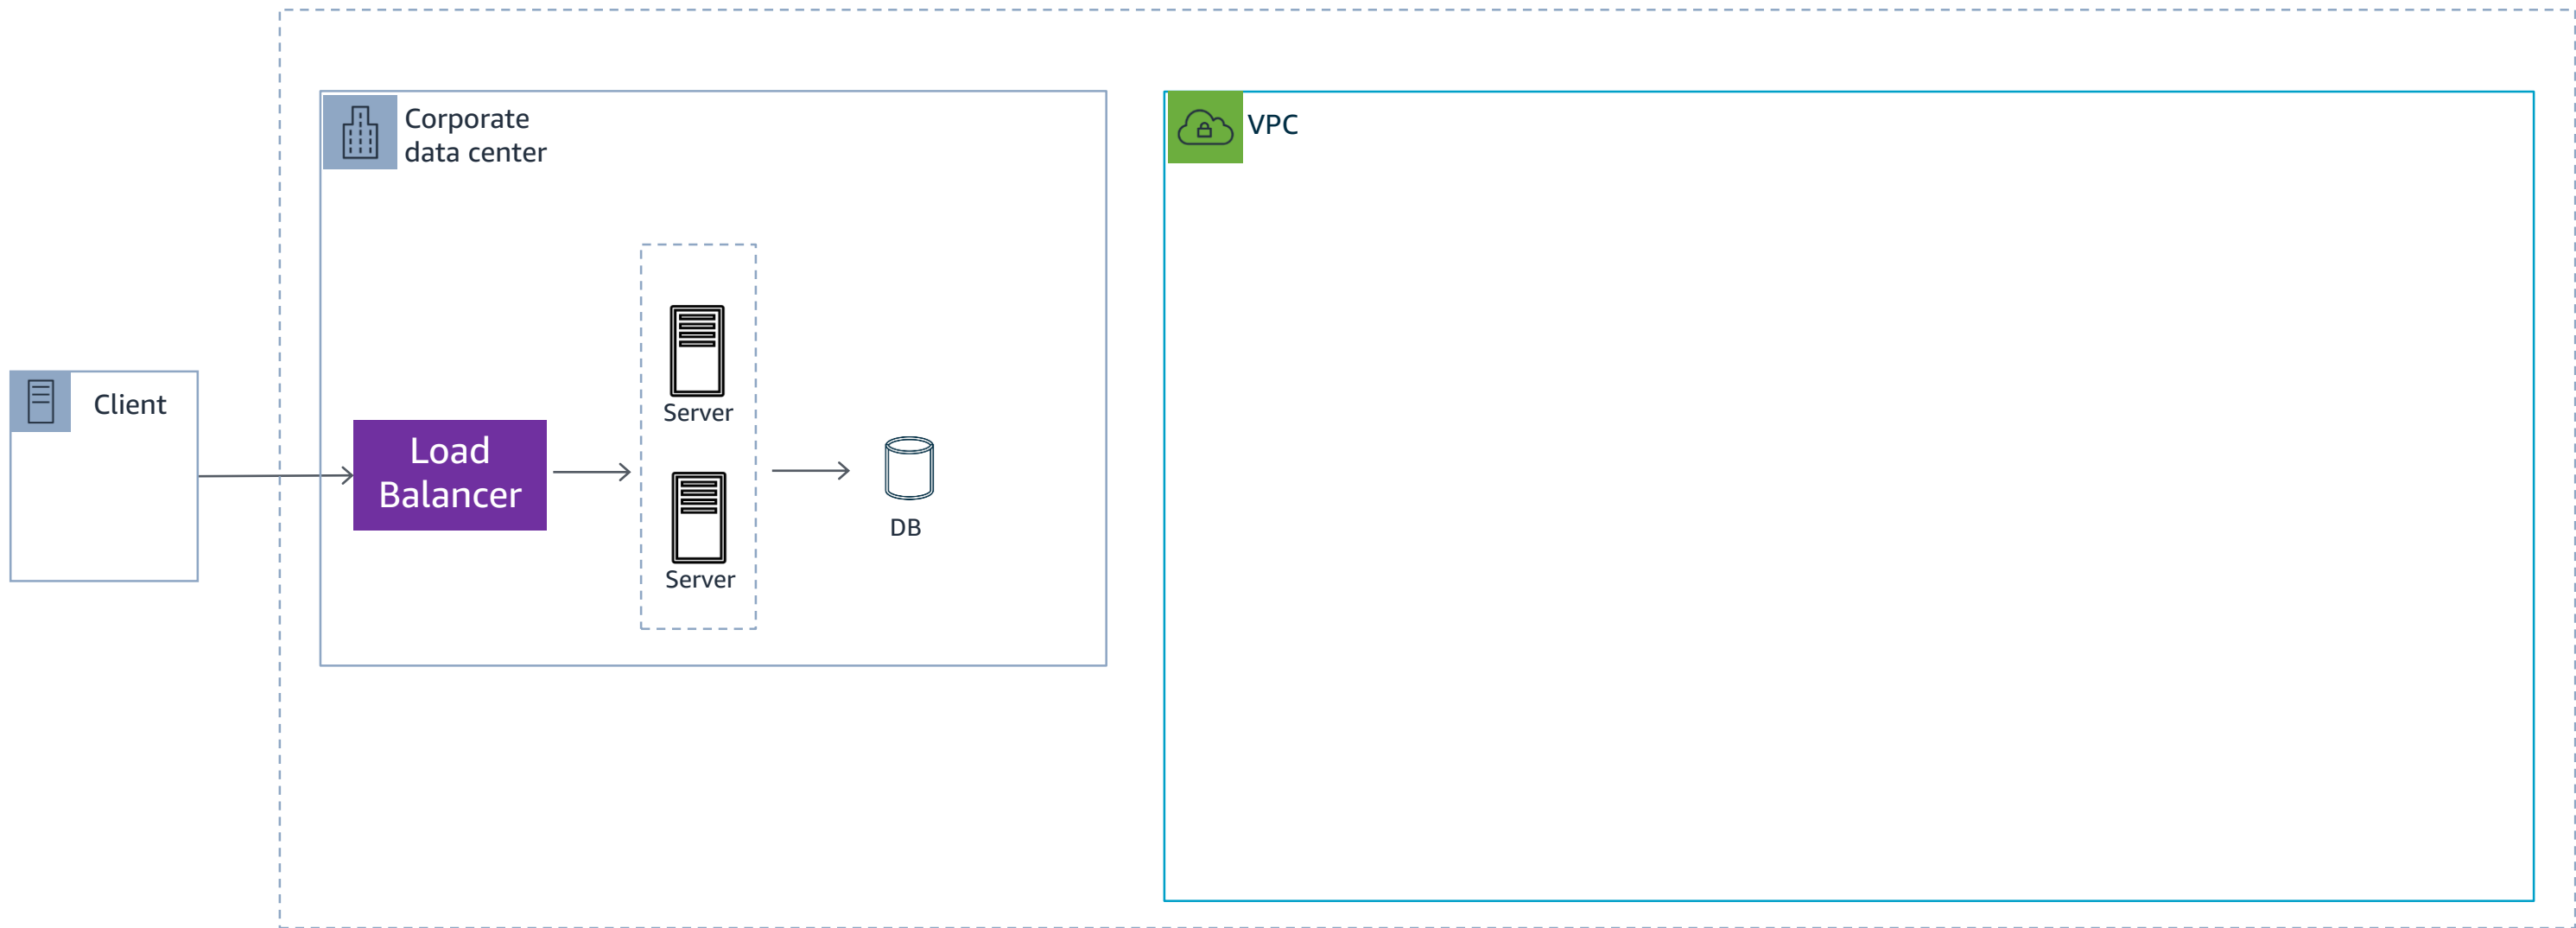 Corporate
data center
VPC
Client
Load
Balancer
Server
Server
DB